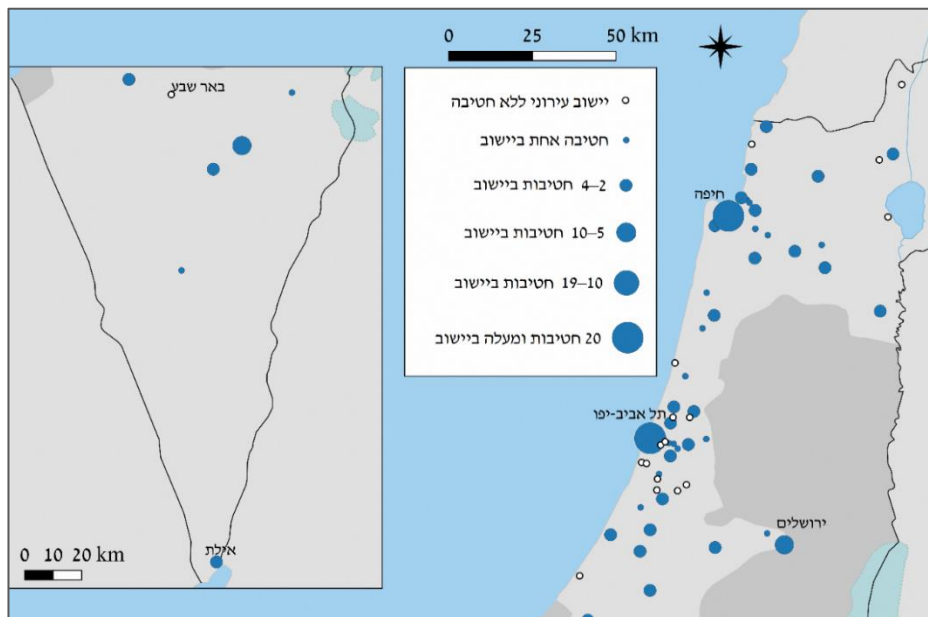 0 25 50 km
יישוב עירוני ללא חטיבה
חטיבה אחת ביישוב
4–2 חטיבות ביישוב
10–5 חטיבות ביישוב
19–10 חטיבות ביישוב
20 חטיבות ומעלה ביישוב
חיפה
תל אביב-יפו
ירושלים
באר שבע
אילת
0 10 20 km